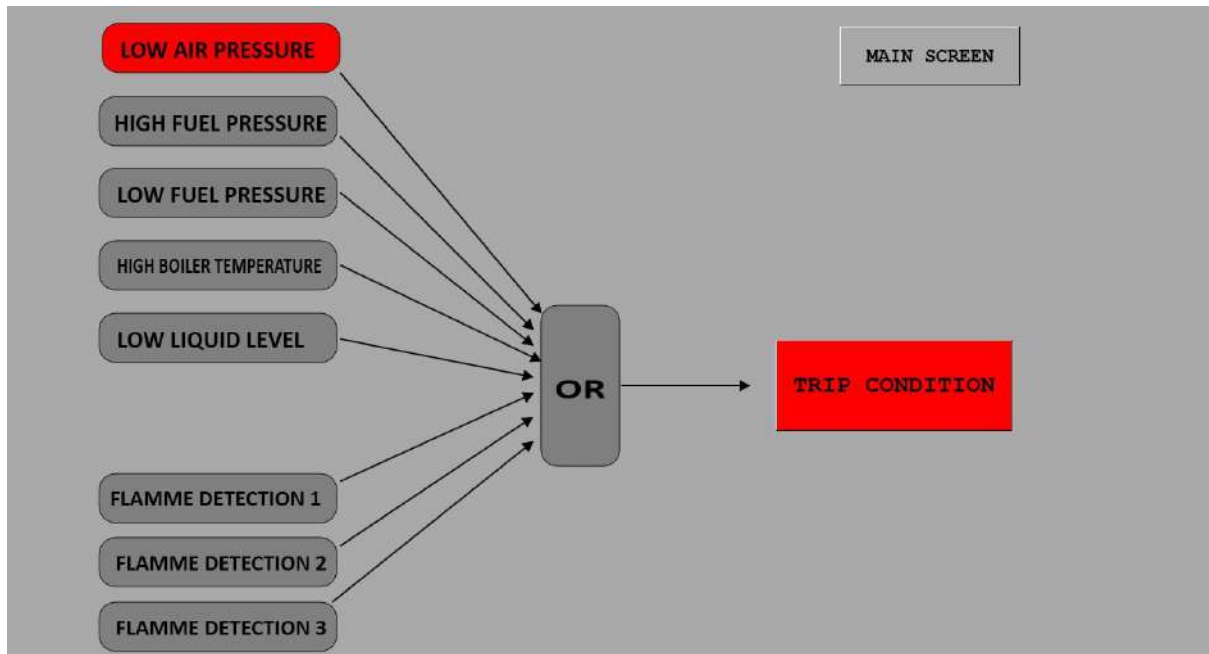 LOW AIR PRESSURE
MAIN SCREEN
HIGH FUEL PRESSURE
LOW FUEL PRESSURE
HIGH BOILER TEMPERATURE
LOW LIQUID LEVEL
OR
TRIP CONDITION
FLAMME DETECTION 1
FLAMME DETECTION 2
FLAMME DETECTION 3